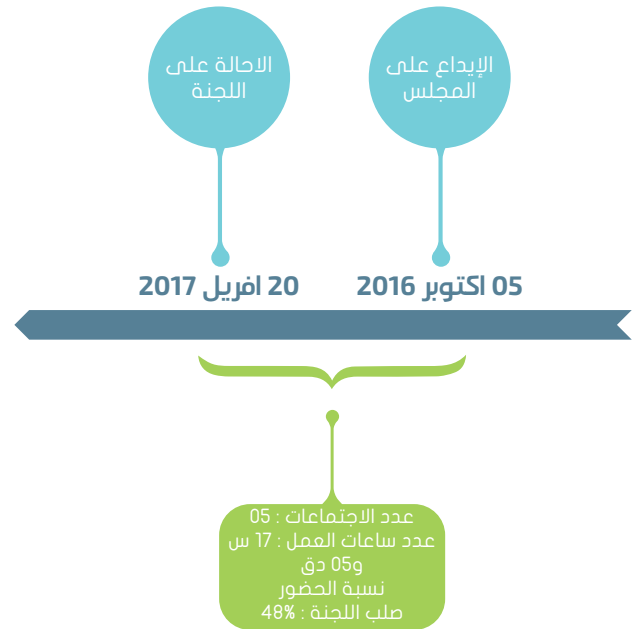 الإيداع على
المجلس
الاحالة على
اللجنة
05 اكتوبر 2016
20 افريل 2017
عدد الاجتماعات : 05
عدد ساعات العمل : 17 س
و05 دق
نسبة الحضور
صلب اللجنة : 48%